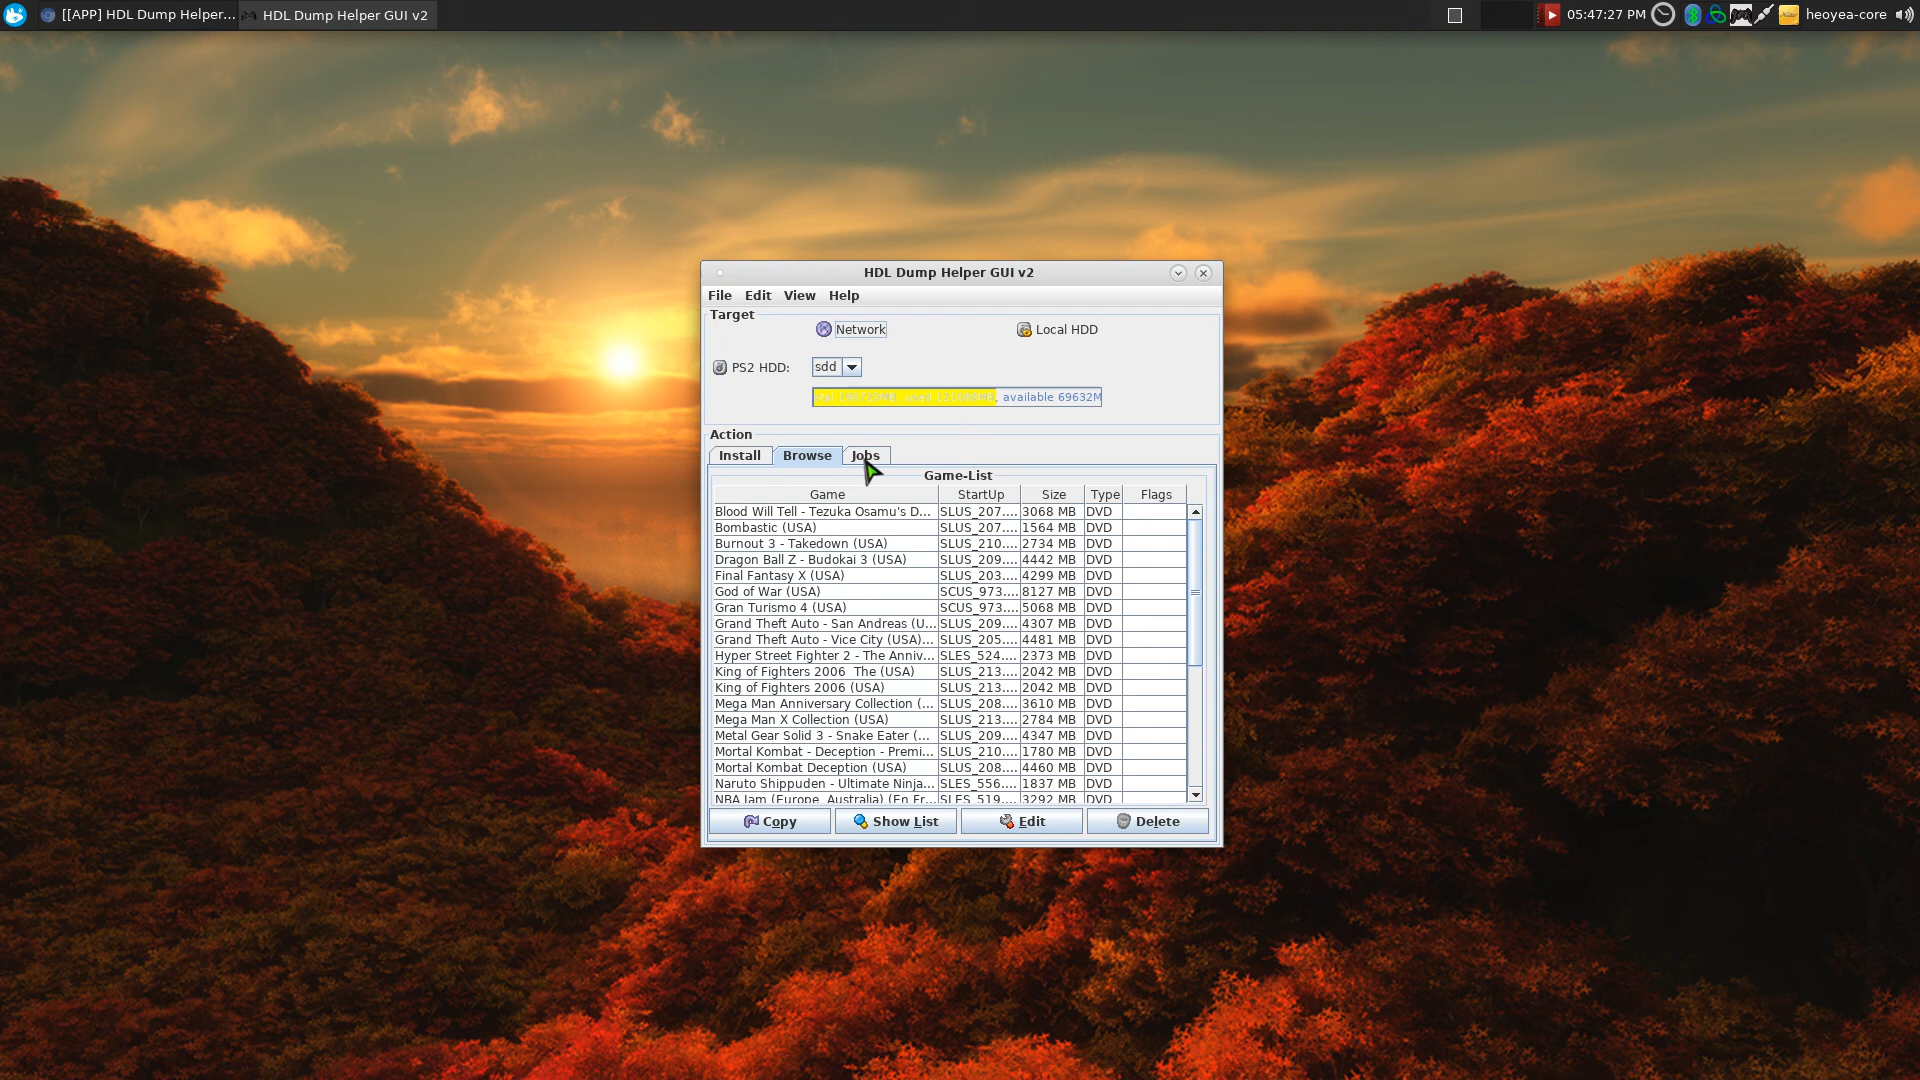 [[APP] HDL Dump Helper...
HDL Dump Helper GUI v2
05:47:27 PM
heoyea-core
HDL Dump Helper GUI v2
File Edit View Help
Target
Network
Local HDD
PS2 HDD:
sdd
, available 69632M
Action
Install Browse Jobs
Game-List
Game StartUp Size Type Flags
Blood Will Tell - Tezuka Osamu's D... SLUS_207.... 3068 MB DVD
Bombastic (USA) SLUS_207.... 1564 MB DVD
Burnout 3 - Takedown (USA) SLUS_210.... 2734 MB DVD
Dragon Ball Z - Budokai 3 (USA) SLUS_209.... 4442 MB DVD
Final Fantasy X (USA) SLUS_203.... 4299 MB DVD
God of War (USA) SCUS_973.... 8127 MB DVD
Gran Turismo 4 (USA) SCUS_973.... 5068 MB DVD
Grand Theft Auto - San Andreas (U... SLUS_209.... 4307 MB DVD
Grand Theft Auto - Vice City (USA)... SLUS_205.... 4481 MB DVD
Hyper Street Fighter 2 - The Anniv... SLES_524.... 2373 MB DVD
King of Fighters 2006  The (USA) SLUS_213.... 2042 MB DVD
King of Fighters 2006 (USA) SLUS_213.... 2042 MB DVD
Mega Man Anniversary Collection (... SLUS_208.... 3610 MB DVD
Mega Man X Collection (USA) SLUS_213.... 2784 MB DVD
Metal Gear Solid 3 - Snake Eater (... SLUS_209.... 4347 MB DVD
Mortal Kombat - Deception - Premi... SLUS_210.... 1780 MB DVD
Mortal Kombat Deception (USA) SLUS_208.... 4460 MB DVD
Naruto Shippuden - Ultimate Ninja... SLES_556.... 1837 MB DVD
NBA Jam (Europe, Australia) (En,Fr... SLES_519.... 3292 MB DVD
Copy Show List Edit Delete